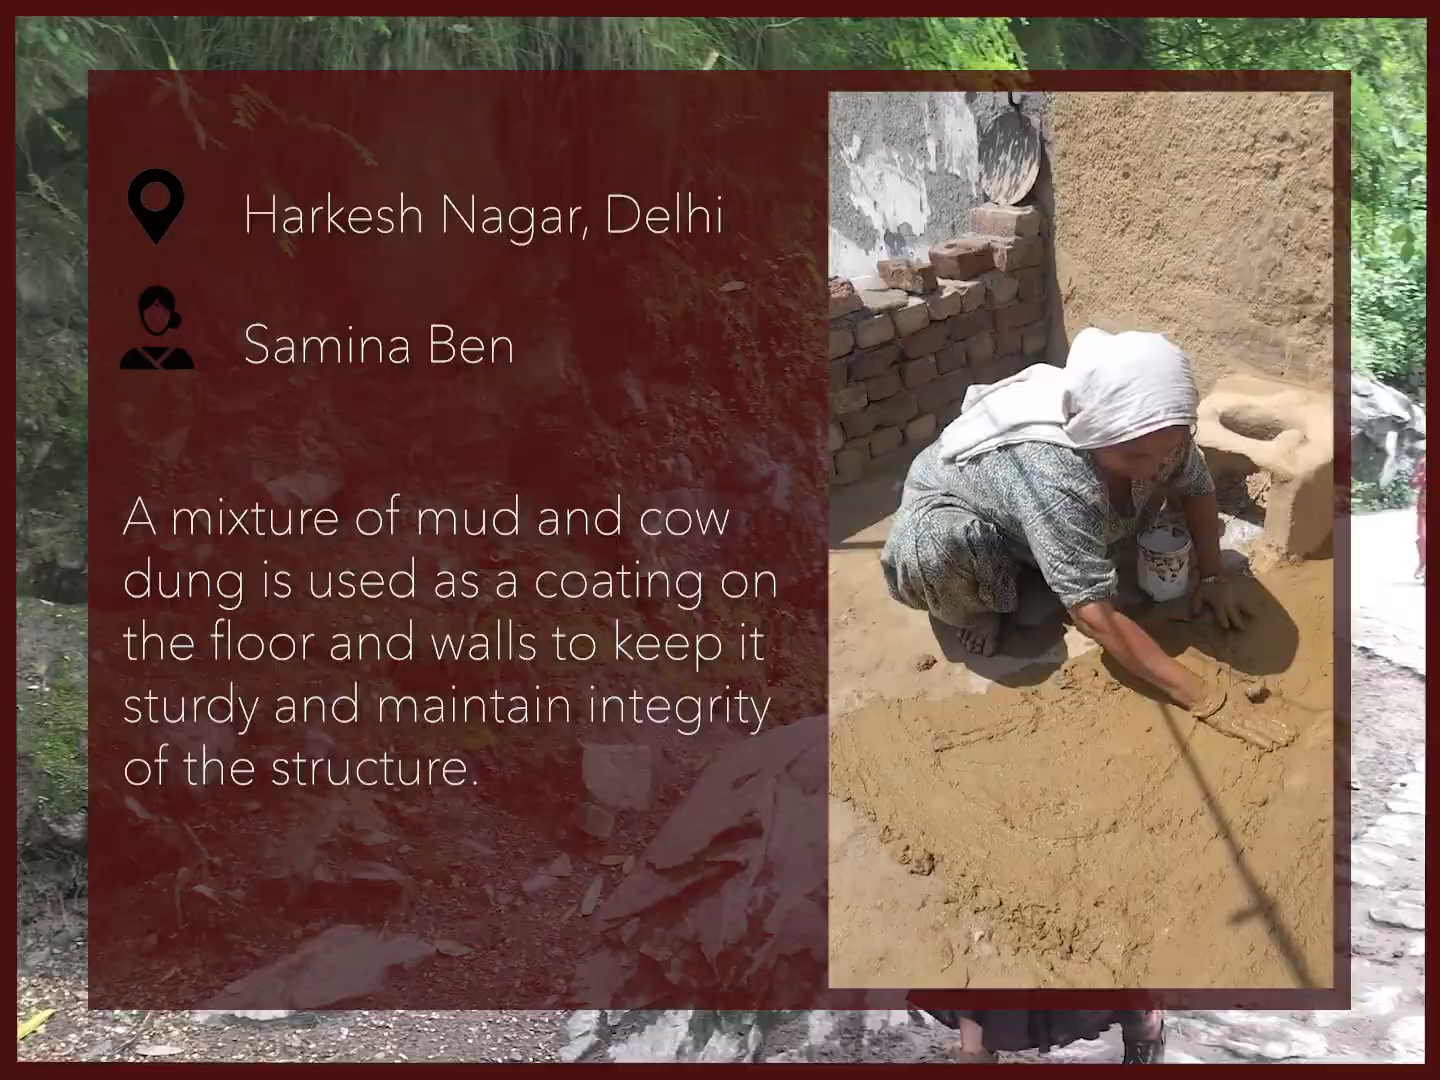 Harkesh Nagar, Delhi
Samina Ben
A mixture of mud and cow
dung is used as a coating on
the floor and walls to keep it
sturdy and maintain integrity
of the structure.